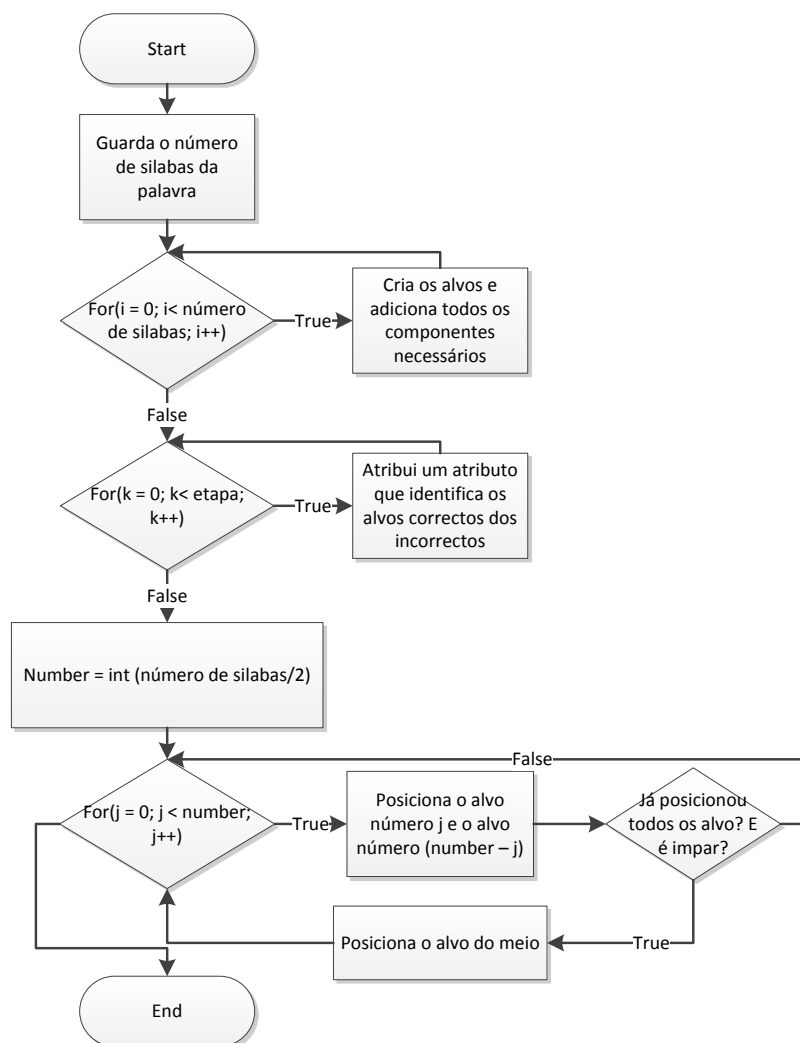 Start
Guarda o número
de silabas da
palavra
For(i = 0; i< número
de silabas; i++)
True
Cria os alvos e
adiciona todos os
componentes
necessários
False
For(k = 0; k< etapa;
k++)
True
Atribui um atributo
que identifica os
alvos correctos dos
incorrectos
False
Number = int (número de silabas/2)
False
For(j = 0; j < number;
j++)
True
Posiciona o alvo
número j e o alvo
número (number – j)
Já posicionou
todos os alvo? E
é impar?
True
Posiciona o alvo do meio
End